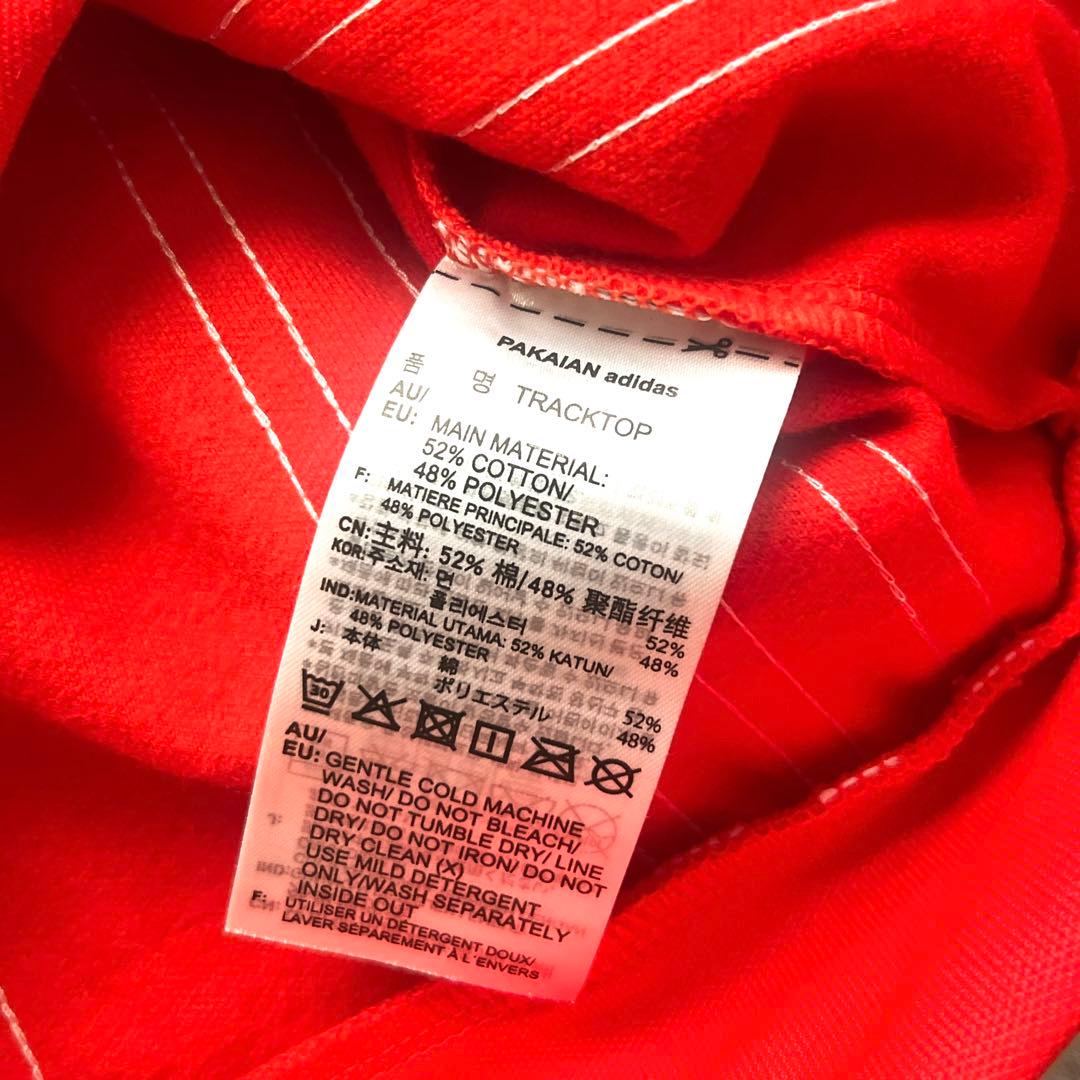 PAKAIAN adidas
품 명 TRACKTOP
AU/
EU: MAIN MATERIAL:
52% COTTON/
48% POLYESTER
F: MATIERE PRINCIPALE: 52% COTON/
48% POLYESTER
CN: 主料: 52% 棉/48% 聚酯纤维
KOR: 주소재: 면 52%
폴리에스터 48%
IND: MATERIAL UTAMA: 52% KATUN/
48% POLYESTER
J: 本体 綿 52%
ポリエステル 48%
30
AU/
EU: GENTLE COLD MACHINE
WASH/ DO NOT BLEACH/
DO NOT TUMBLE DRY/ LINE
DRY/ DO NOT IRON/ DO NOT
DRY CLEAN (X)
USE MILD DETERGENT
ONLY/WASH SEPARATELY
INSIDE OUT
F: UTILISER UN DÉTERGENT DOUX/
LAVER SÉPAREMENT À L'ENVERS